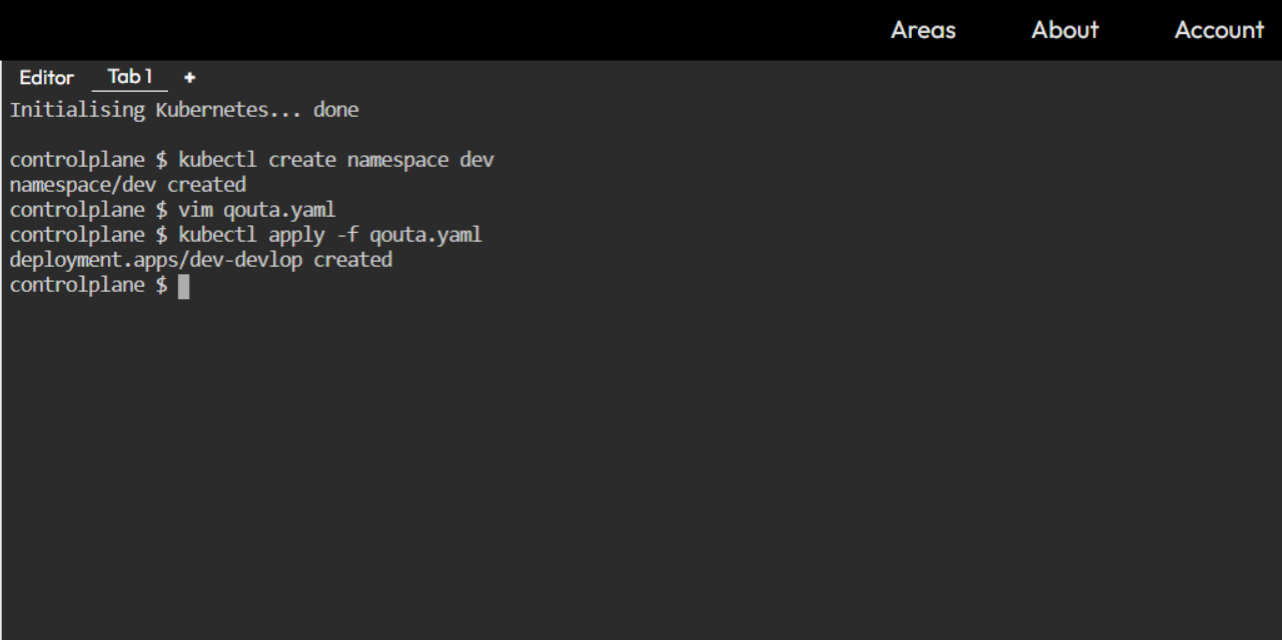 Areas About Account
Editor Tab 1 +
Initialising Kubernetes... done
controlplane $ kubectl create namespace dev
namespace/dev created
controlplane $ vim qouta.yaml
controlplane $ kubectl apply -f qouta.yaml
deployment.apps/dev-devlop created
controlplane $